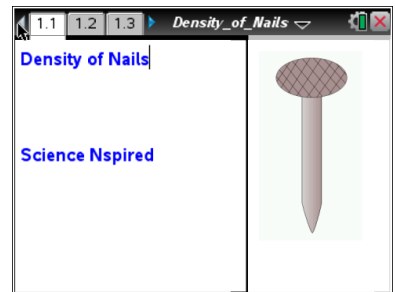 1.1 1.2 1.3 Density_of_Nails
Density of Nails
Science Nspired